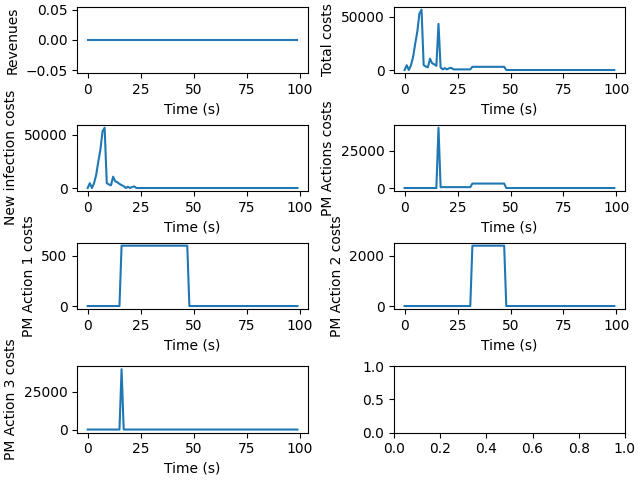 Revenues
0.05
0.00
−0.05
0 25 50 75 100
Time (s)
Total costs
50000
0
0 25 50 75 100
Time (s)
New infection costs
50000
0
0 25 50 75 100
Time (s)
PM Actions costs
25000
0
0 25 50 75 100
Time (s)
PM Action 1 costs
500
0
0 25 50 75 100
Time (s)
PM Action 2 costs
2000
0
0 25 50 75 100
Time (s)
PM Action 3 costs
25000
0
0 25 50 75 100
Time (s)
1.0
0.5
0.0
0.0 0.2 0.4 0.6 0.8 1.0